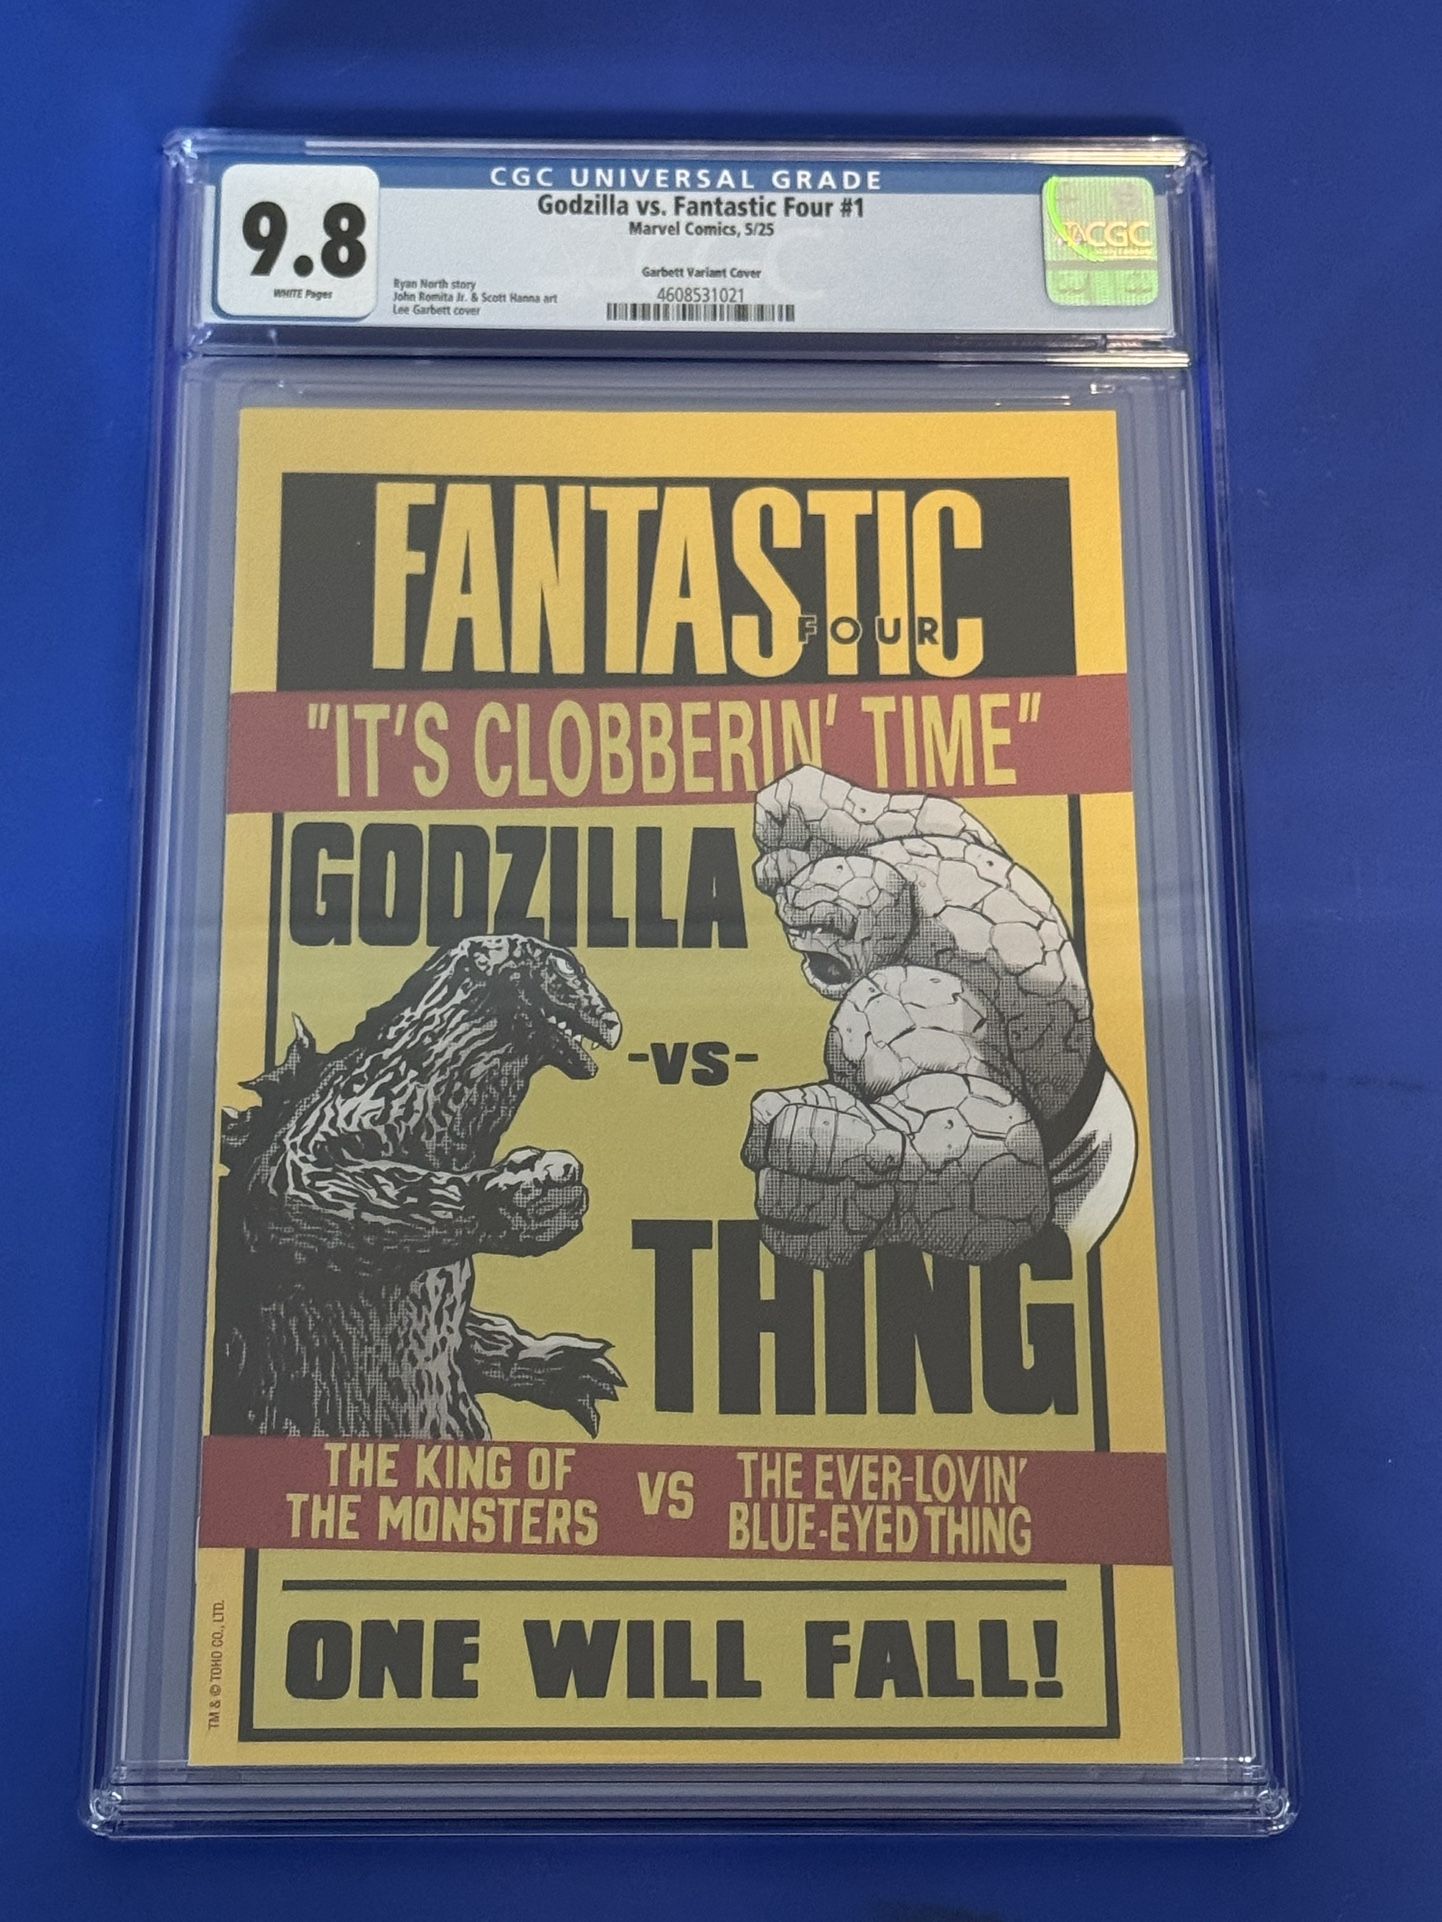 CGC UNIVERSAL GRADE
9.8
WHITE Pages
Godzilla vs. Fantastic Four #1
Marvel Comics, 5/25
Garbett Variant Cover
Ryan North story
John Romita Jr. & Scott Hanna art
Lee Garbett cover
4608531021
CGC
FANTASTIC
FOUR
"IT'S CLOBBERIN' TIME"
GODZILLA
-VS-
THING
THE KING OF
THE MONSTERS
VS
THE EVER-LOVIN'
BLUE-EYED THING
ONE WILL FALL!
TM & © TOHO CO., LTD.